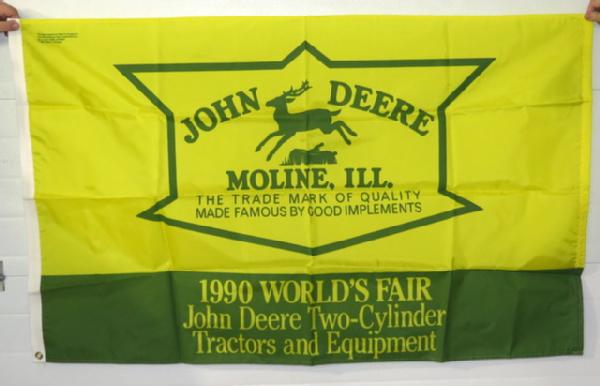 JOHN DEERE
MOLINE, ILL.
THE TRADE MARK OF QUALITY
MADE FAMOUS BY GOOD IMPLEMENTS
1990 WORLD'S FAIR
John Deere Two-Cylinder
Tractors and Equipment